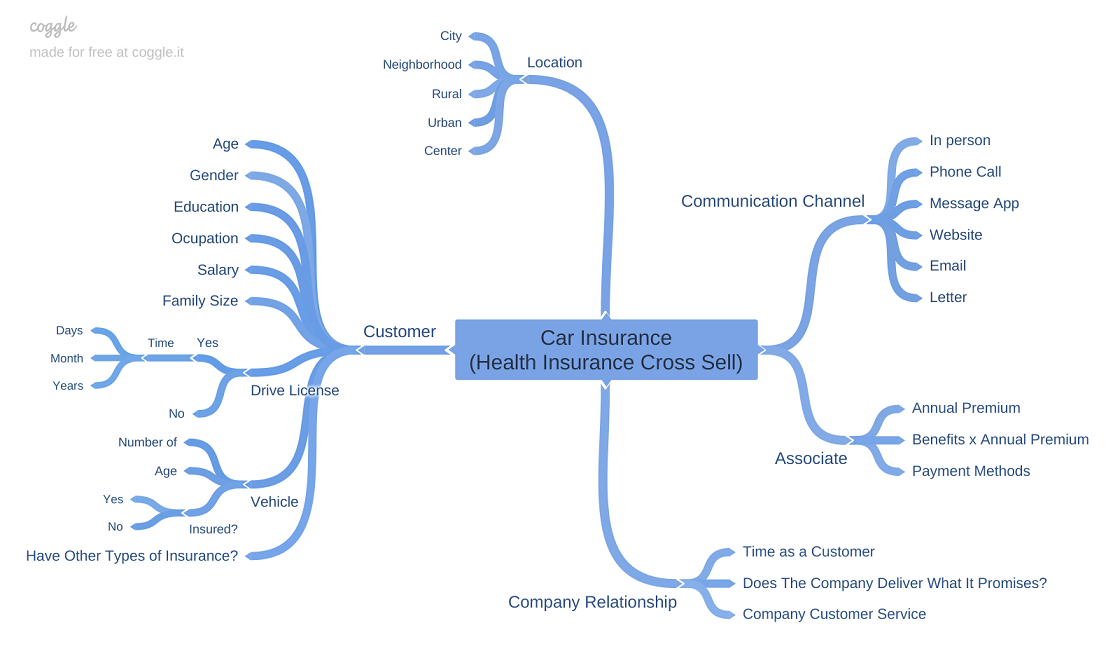 coggle
made for free at coggle.it
City
Neighborhood
Rural
Urban
Center
Location
Age
Gender
Education
Ocupation
Salary
Family Size
Customer
Days
Month
Years
Time
Yes
No
Drive License
Number of
Age
Yes
No
Insured?
Vehicle
Have Other Types of Insurance?
Car Insurance
(Health Insurance Cross Sell)
Communication Channel
In person
Phone Call
Message App
Website
Email
Letter
Associate
Annual Premium
Benefits x Annual Premium
Payment Methods
Company Relationship
Time as a Customer
Does The Company Deliver What It Promises?
Company Customer Service